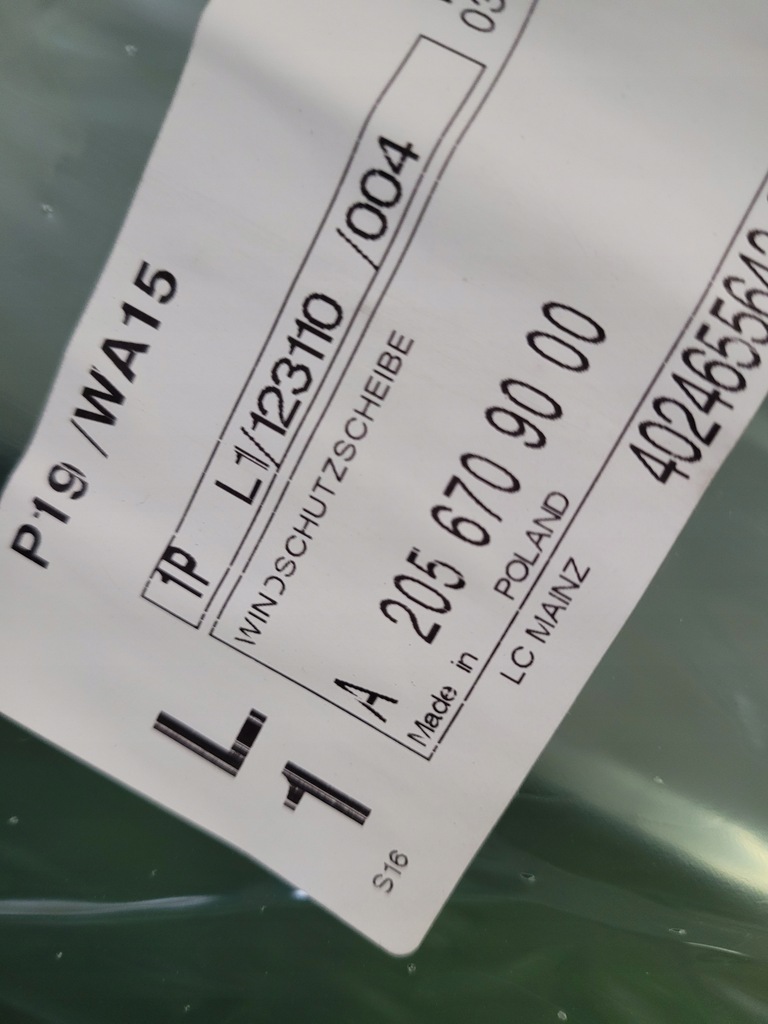 P19 /WA15
1P L1/123110 /004
WINDSCHUTZSCHEIBE
A 205 670 90 00
Made in POLAND
LC MAINZ
L
1
S16